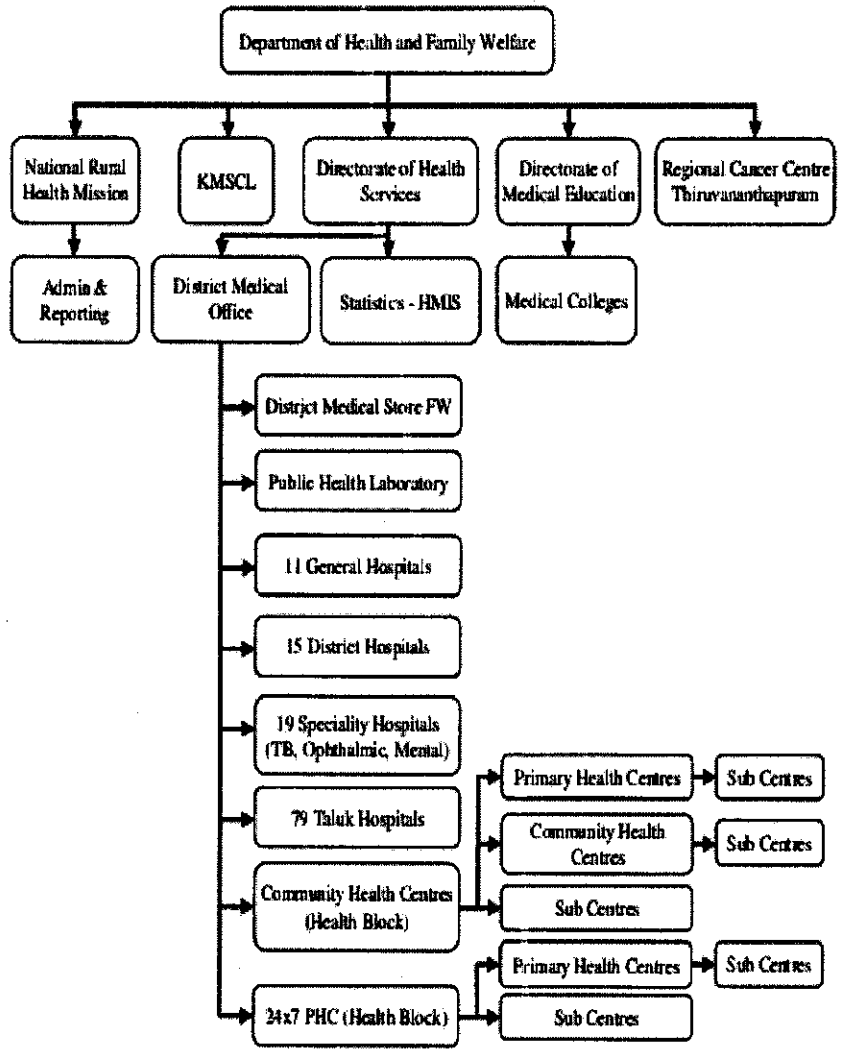 Department of Health and Family Welfare
National Rural
Health Mission
KMSCL
Directorate of Health
Services
Directorate of
Medical Education
Regional Cancer Centre
Thiruvananthapuram
Admin &
Reporting
District Medical
Office
Statistics - HMIS
Medical Colleges
District Medical Store FW
Public Health Laboratory
11 General Hospitals
15 District Hospitals
19 Speciality Hospitals
(TB, Ophthalmic, Mental)
79 Taluk Hospitals
Community Health Centres
(Health Block)
Primary Health Centres
Sub Centres
Community Health
Centres
Sub Centres
Sub Centres
24x7 PHC (Health Block)
Primary Health Centres
Sub Centres
Sub Centres